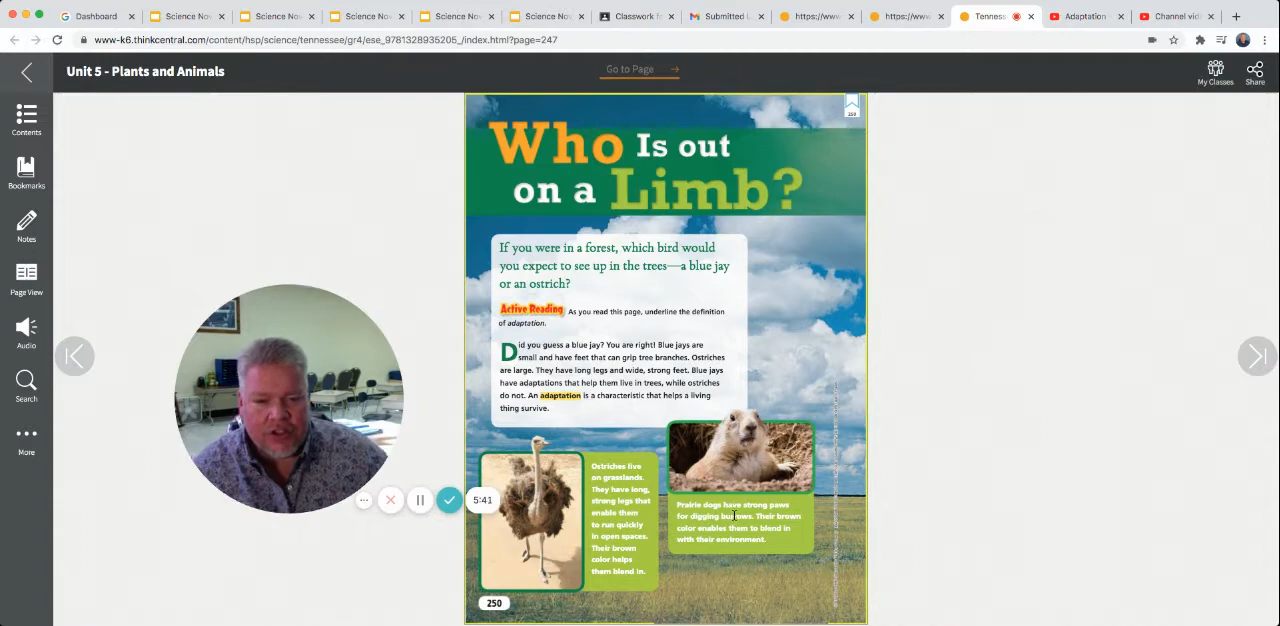 Dashboard
Science No
Science No
Science No
Science No
Science No
Classwork f
Submitted
https://www
https://www
Tennes
Adaptation
Channel vid
www-k6.thinkcentral.com/content/hsp/science/tennessee/gr4/ese_9781328935205_/index.html?page=247
Unit 5 - Plants and Animals
Go to Page
My Classes
Share
Contents
Bookmarks
Notes
Page View
Audio
Search
More
250
Who Is out
on a Limb?
If you were in a forest, which bird would
you expect to see up in the trees—a blue jay
or an ostrich?
Active Reading As you read this page, underline the definition
of adaptation.
Did you guess a blue jay? You are right! Blue jays are
small and have feet that can grip tree branches. Ostriches
are large. They have long legs and wide, strong feet. Blue jays
have adaptations that help them live in trees, while ostriches
do not. An adaptation is a characteristic that helps a living
thing survive.
Ostriches live
on grasslands.
They have long,
strong legs that
enable them
to run quickly
in open spaces.
Their brown
color helps
them blend in.
Prairie dogs have strong paws
for digging burrows. Their brown
color enables them to blend in
with their environment.
5:41
250